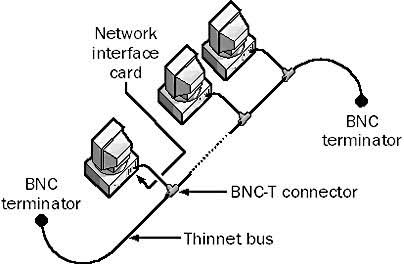 Network
interface
card
BNC
terminator
BNC
terminator
BNC-T connector
Thinnet bus